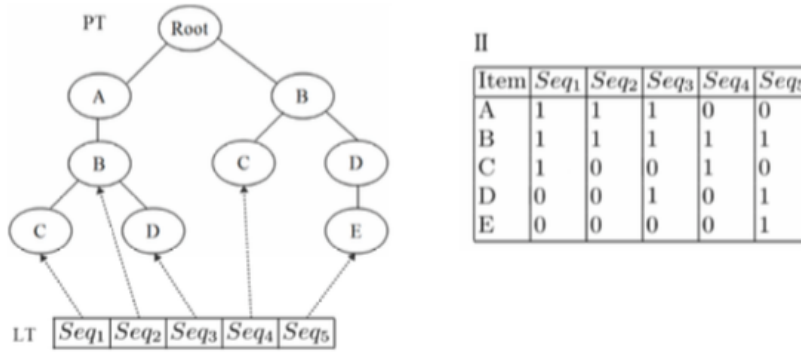 PT
Root
A
B
B
C
D
C
D
E
LT Seq1 Seq2 Seq3 Seq4 Seq5
II
Item Seq1 Seq2 Seq3 Seq4 Seq5
A 1 1 1 0 0
B 1 1 1 1 1
C 1 0 0 1 0
D 0 0 1 0 1
E 0 0 0 0 1